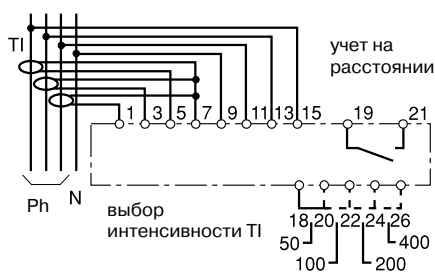 TI
учет на
расстоянии
1 3 5 7 9 11 13 15 19 21
Ph
N
выбор
интенсивности TI
18 20 22 24 26
50 400
100 200